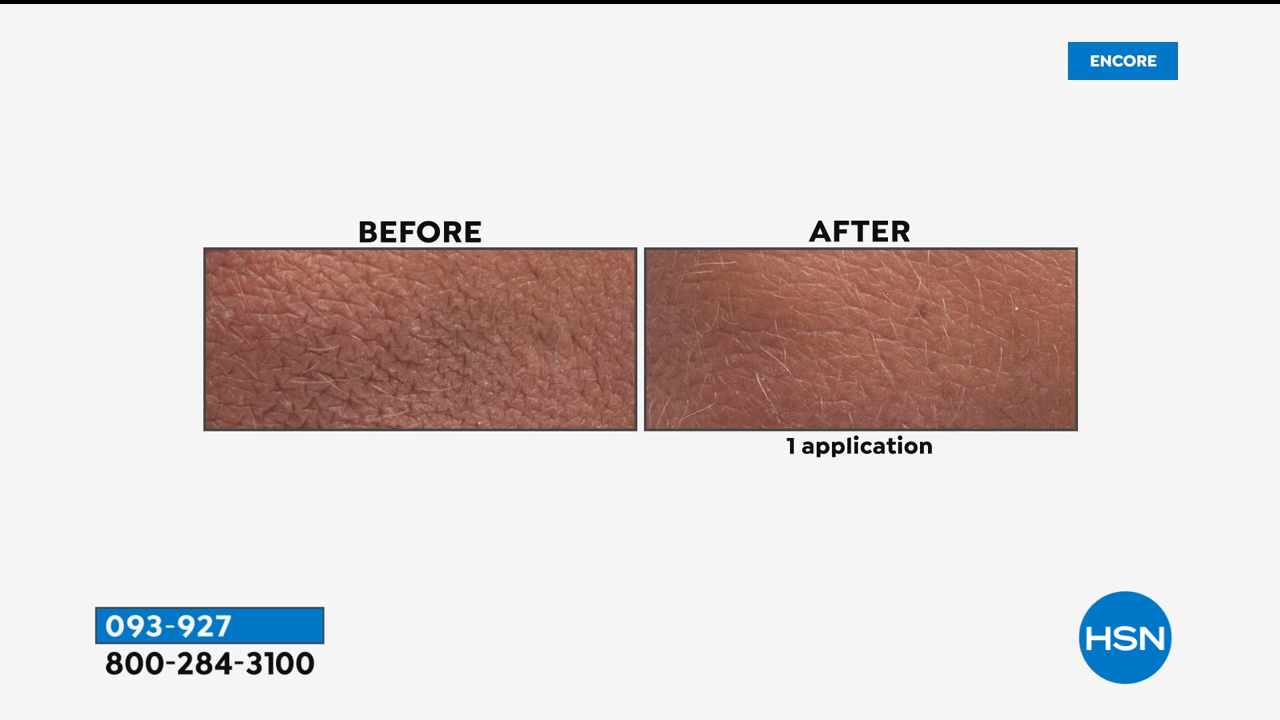 ENCORE
BEFORE
AFTER
1 application
093-927
800-284-3100
HSN